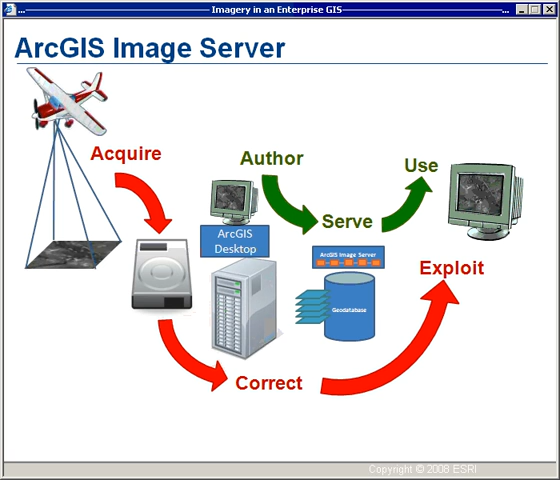 Imagery in an Enterprise GIS
ArcGIS Image Server
Acquire
Author
Use
Serve
ArcGIS
Desktop
ArcGIS Image Server
Exploit
Geodatabase
Correct
Copyright © 2008 ESRI